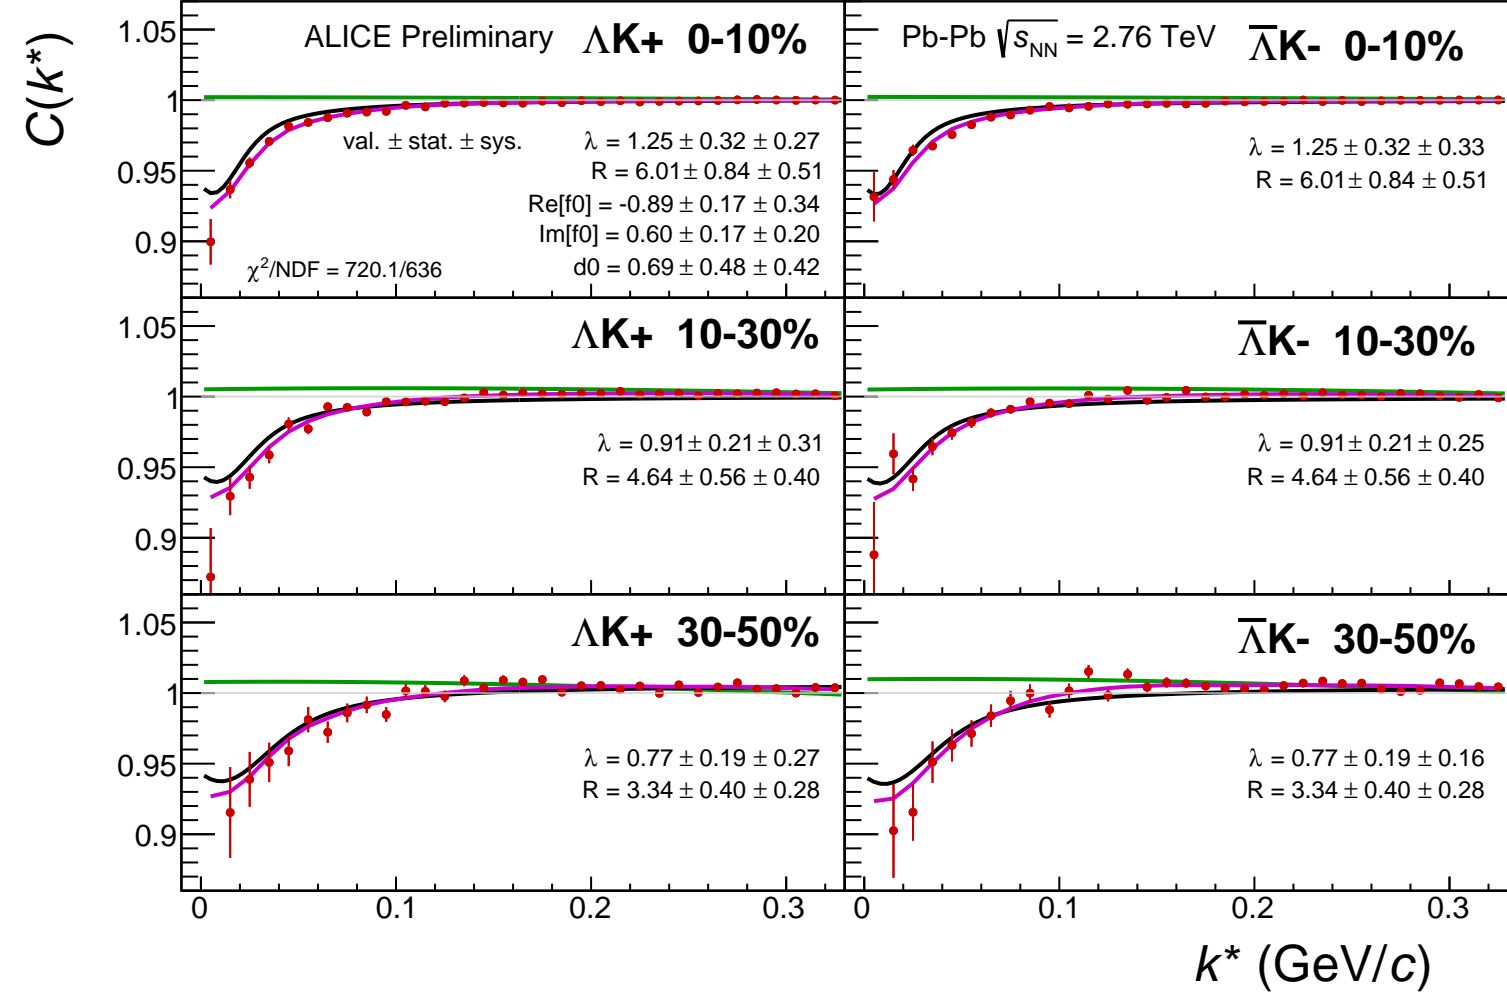 C(k*)
ALICE Preliminary ΛK+ 0-10%
val. ± stat. ± sys.
λ = 1.25 ± 0.32 ± 0.27
R = 6.01± 0.84 ± 0.51
Re[f0] = -0.89 ± 0.17 ± 0.34
Im[f0] = 0.60 ± 0.17 ± 0.20
d0 = 0.69 ± 0.48 ± 0.42
χ²/NDF = 720.1/636
1.05
1
0.95
0.9
Pb-Pb √sNN = 2.76 TeV Λ̅K- 0-10%
λ = 1.25 ± 0.32 ± 0.33
R = 6.01± 0.84 ± 0.51
ΛK+ 10-30%
λ = 0.91± 0.21± 0.31
R = 4.64 ± 0.56 ± 0.40
1.05
1
0.95
0.9
Λ̅K- 10-30%
λ = 0.91± 0.21± 0.25
R = 4.64 ± 0.56 ± 0.40
ΛK+ 30-50%
λ = 0.77 ± 0.19 ± 0.27
R = 3.34 ± 0.40 ± 0.28
1.05
1
0.95
0.9
Λ̅K- 30-50%
λ = 0.77 ± 0.19 ± 0.16
R = 3.34 ± 0.40 ± 0.28
0 0.1 0.2 0.3 0 0.1 0.2 0.3
k* (GeV/c)